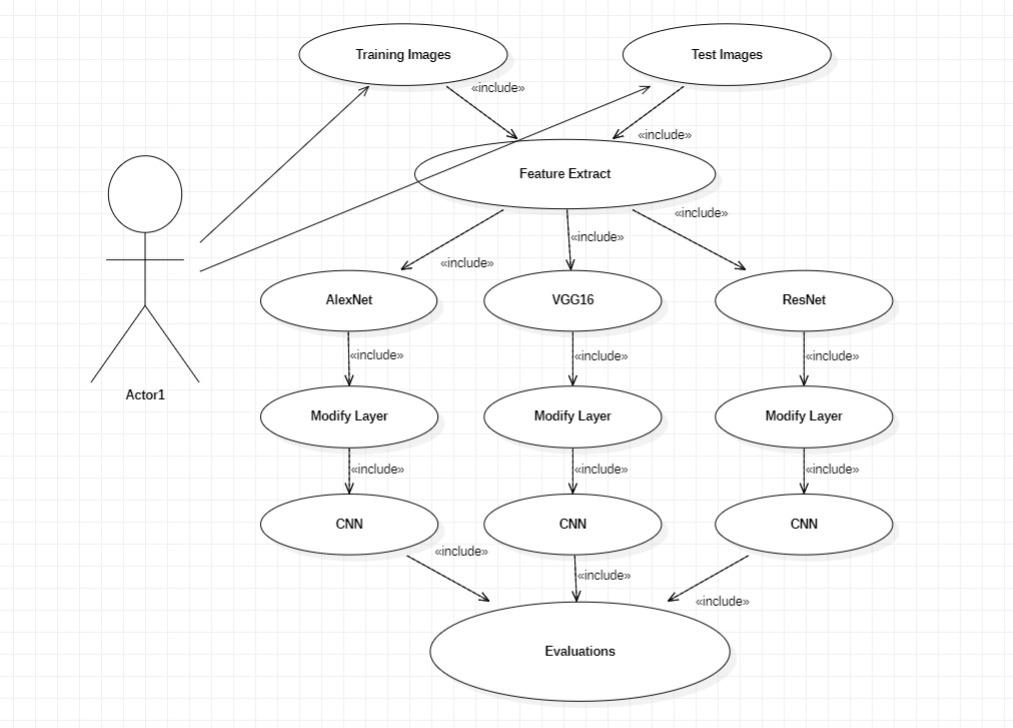 Training Images
Test Images
«include»
«include»
Feature Extract
«include»
«include»
«include»
AlexNet
VGG16
ResNet
«include»
«include»
«include»
Actor1
Modify Layer
Modify Layer
Modify Layer
«include»
«include»
«include»
CNN
CNN
CNN
«include»
«include»
«include»
Evaluations